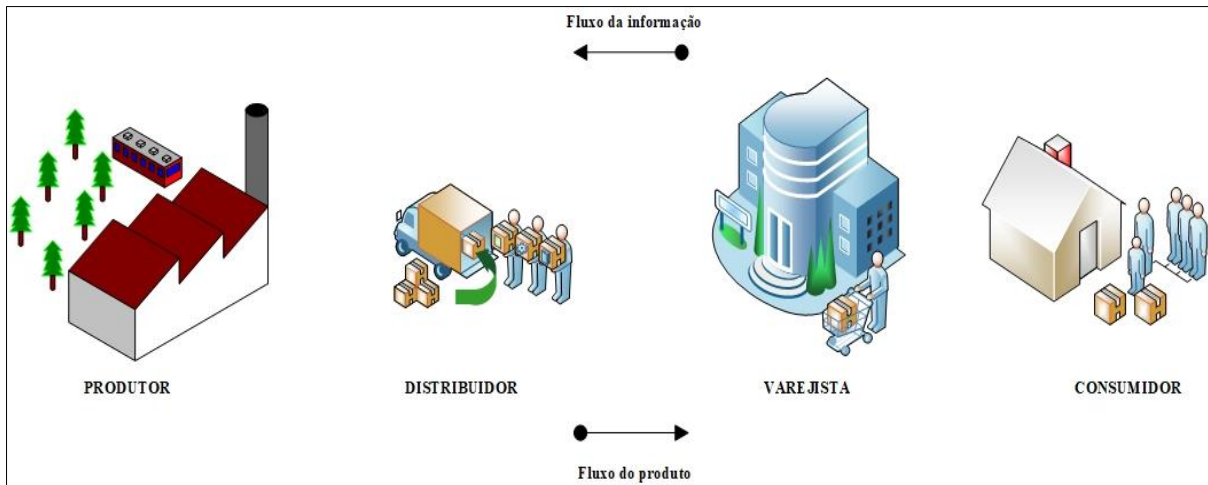 Fluxo da informação
PRODUTOR DISTRIBUIDOR VAREJISTA CONSUMIDOR
Fluxo do produto